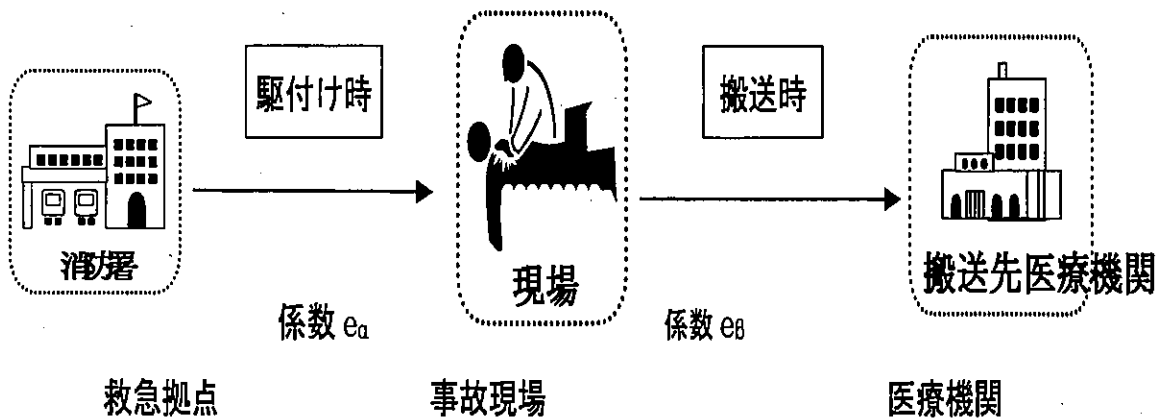 駆付け時
搬送時
消防署
現場
搬送先医療機関
係数 eα
係数 eβ
救急拠点
事故現場
医療機関